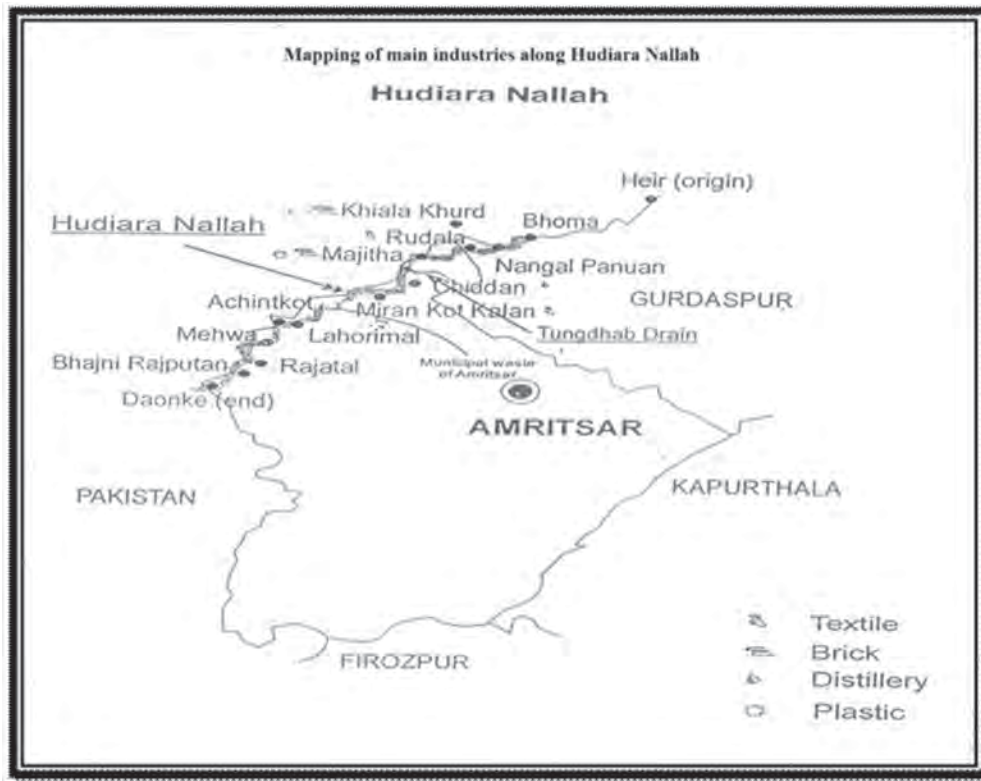 Mapping of main industries along Hudiara Nallah
Hudiara Nallah
Heir (origin)
Khiala Khurd
Bhoma
Hudiara Nallah
Rudala
Majitha
Nangal Panuan
Chiddan
GURDASPUR
Achintkot
Miran Kot Kalan
Tungdhab Drain
Mehwa
Lahorimal
Municipal waste
of Amritsar
Bhajni Rajputan
Rajatal
Daonke (end)
AMRITSAR
PAKISTAN
KAPURTHALA
FIROZPUR
Textile
Brick
Distillery
Plastic